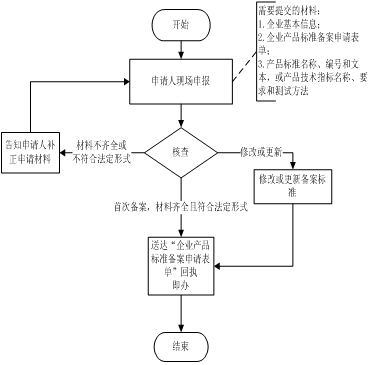 开始
需要提交的材料：
1.企业基本信息；
2.企业产品标准备案申请表
单；
3.产品标准名称、编号和文
本，或产品技术指标名称、要
求和测试方法
申请人现场申报
告知申请人补
正申请材料
材料不齐全或
不符合法定形式
核查
修改或更新
修改或更新备案标
准
首次备案，材料齐全且符合法定形式
送达“企业产品
标准备案申请表
单”回执
即办
结束